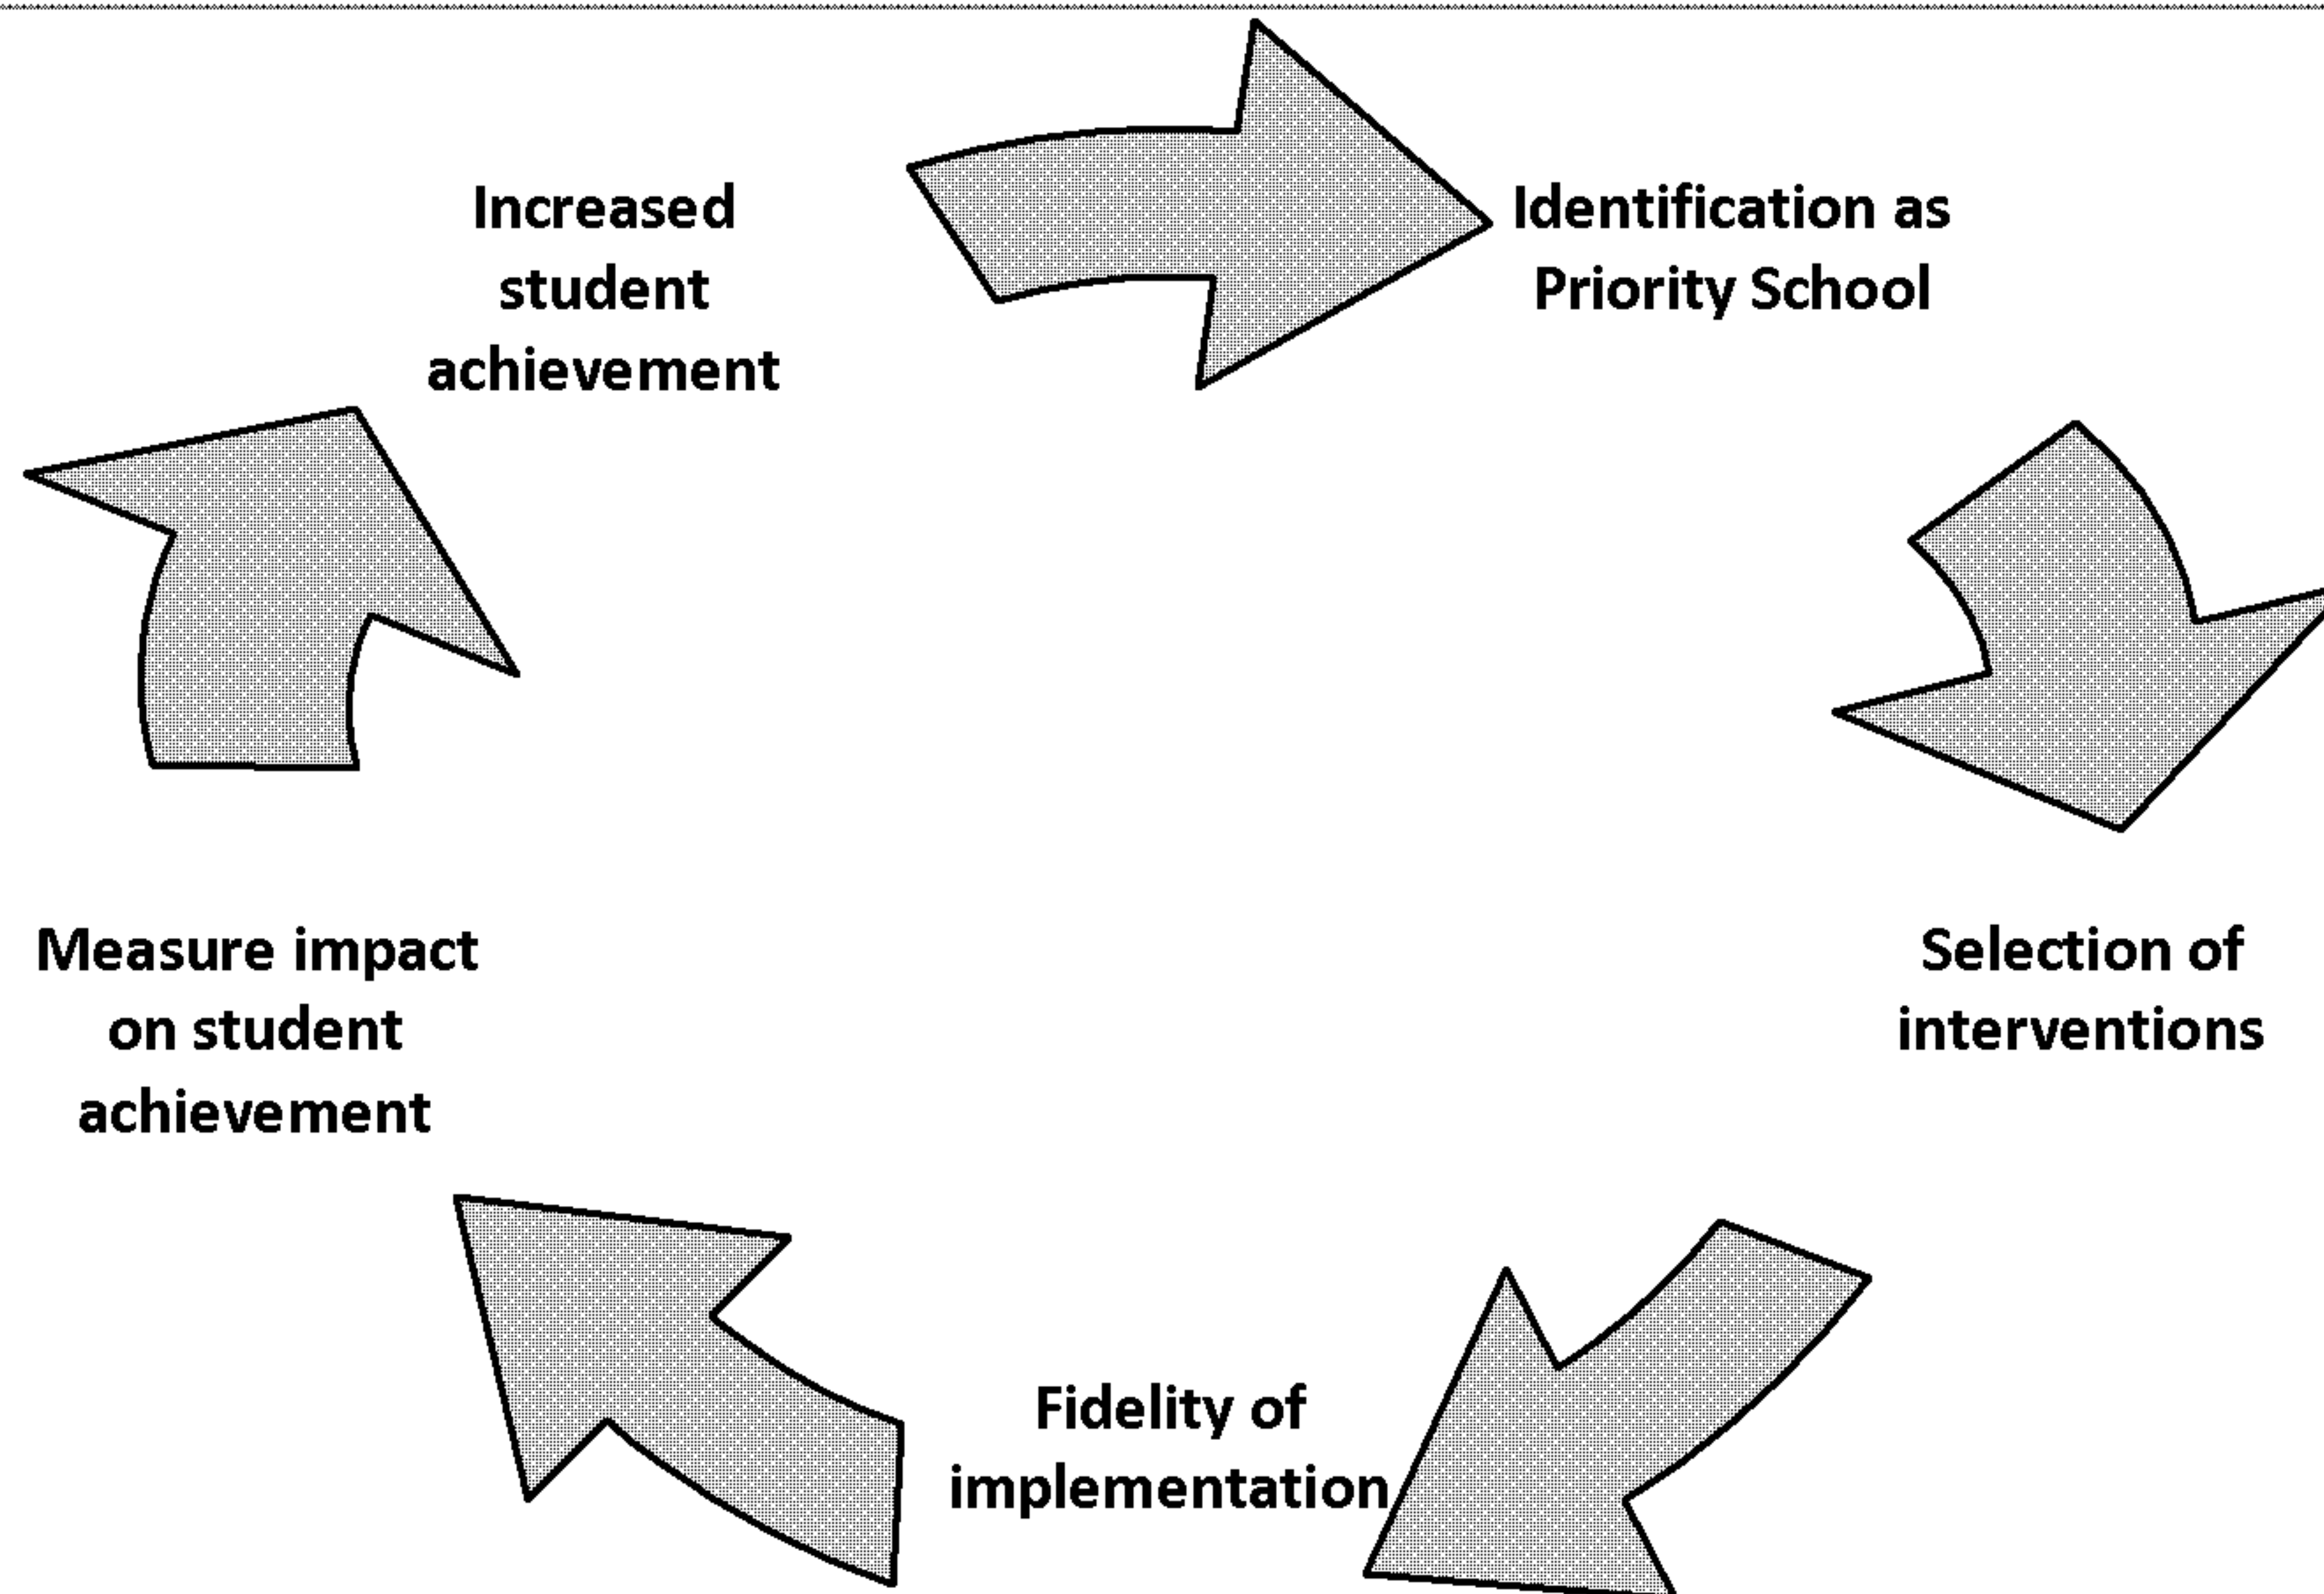 Increased
student
achievement
Identification as
Priority School
Selection of
interventions
Fidelity of
implementation
Measure impact
on student
achievement